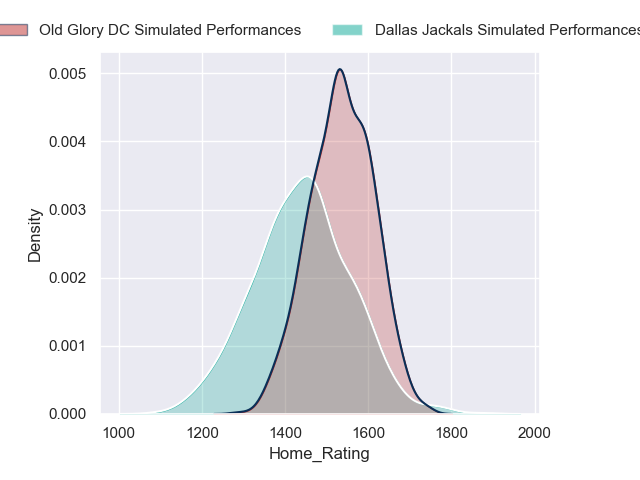 Old Glory DC Simulated Performances
Dallas Jackals Simulated Performances
0.005
0.004
0.003
0.002
0.001
0.000
Density
1000 1200 1400 1600 1800 2000
Home_Rating